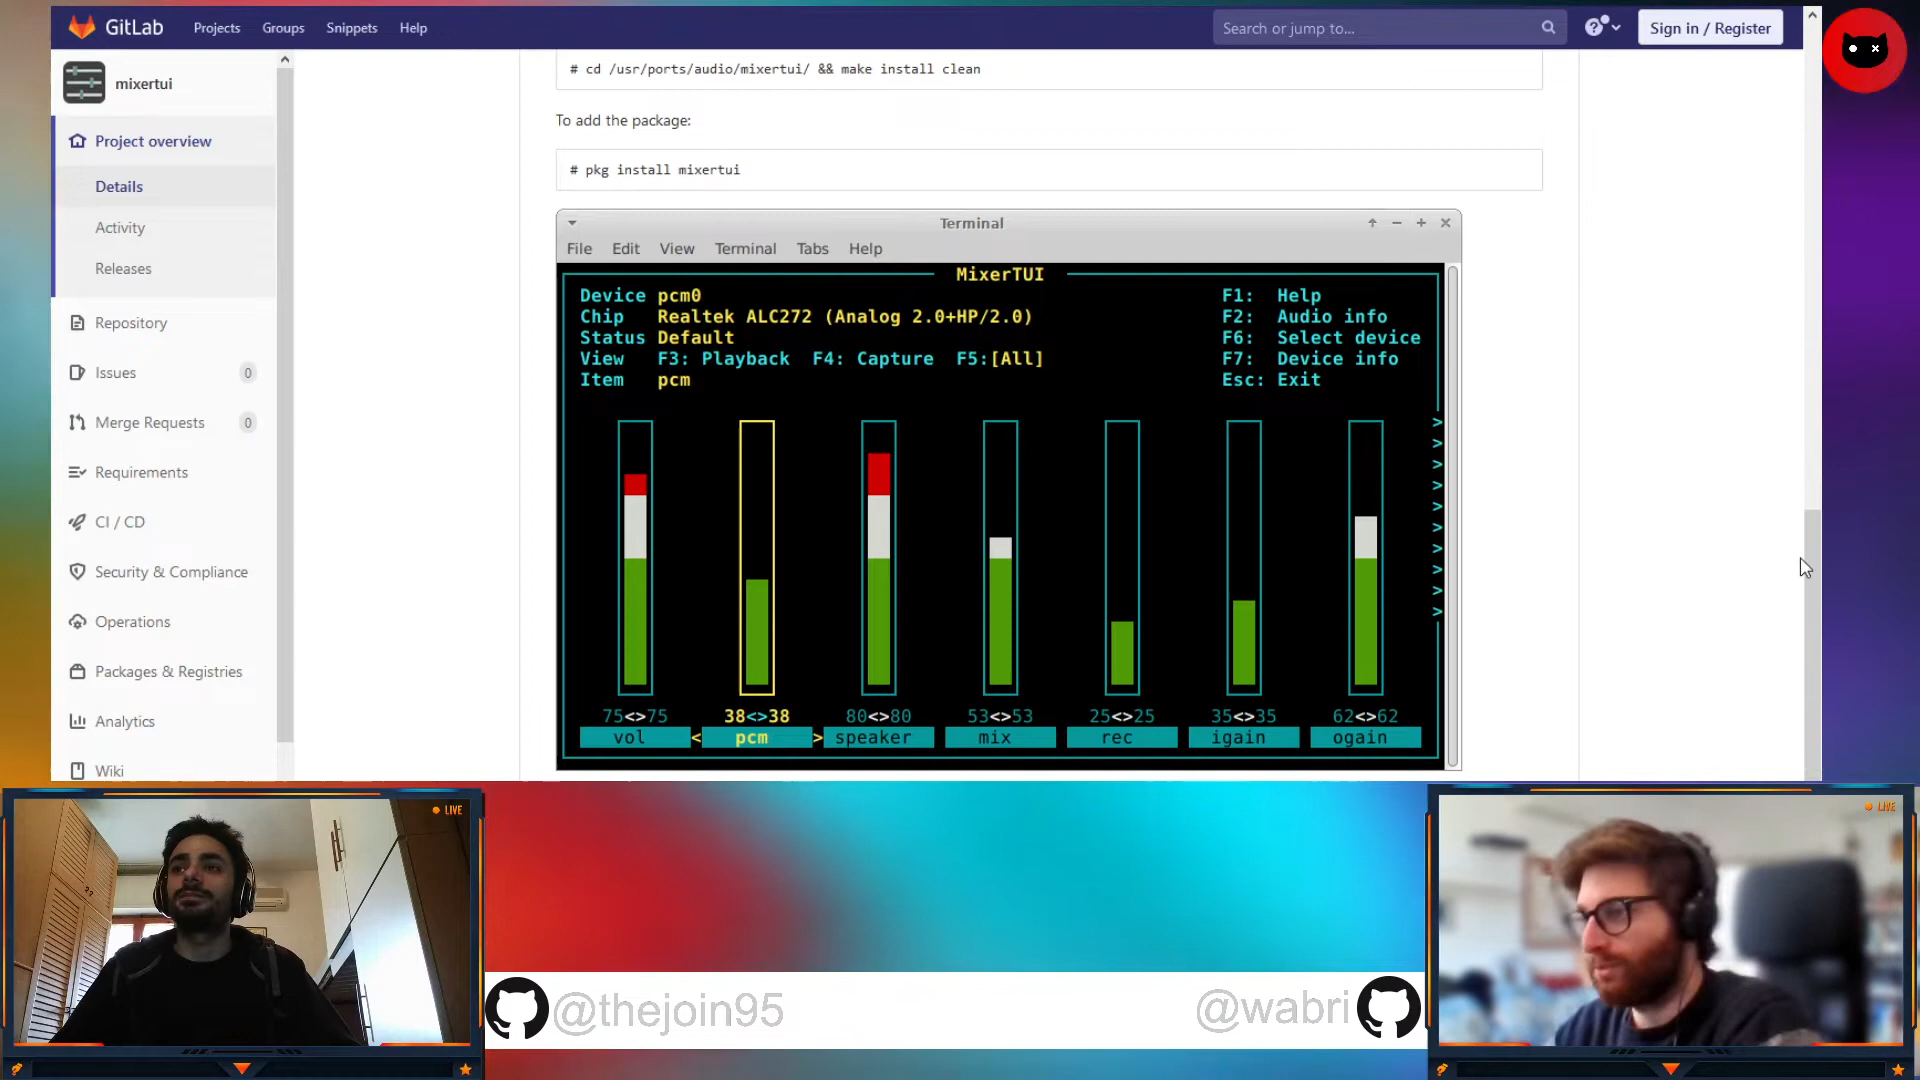 GitLab
Projects
Groups
Snippets
Help
Search or jump to...
Sign in / Register
mixertui
Project overview
Details
Activity
Releases
Repository
Issues 0
Merge Requests 0
Requirements
CI / CD
Security & Compliance
Operations
Packages & Registries
Analytics
Wiki
# cd /usr/ports/audio/mixertui/ && make install clean
To add the package:
# pkg install mixertui
Terminal
File Edit View Terminal Tabs Help
MixerTUI
Device pcm0
Chip Realtek ALC272 (Analog 2.0+HP/2.0)
Status Default
View F3: Playback F4: Capture F5:[All]
Item pcm
F1: Help
F2: Audio info
F6: Select device
F7: Device info
Esc: Exit
>
>
>
>
>
>
>
>
>
>
75<>75 38<>38 80<>80 53<>53 25<>25 35<>35 62<>62
vol < pcm > speaker mix rec igain ogain
LIVE
LIVE
@thejoin95
@wabri